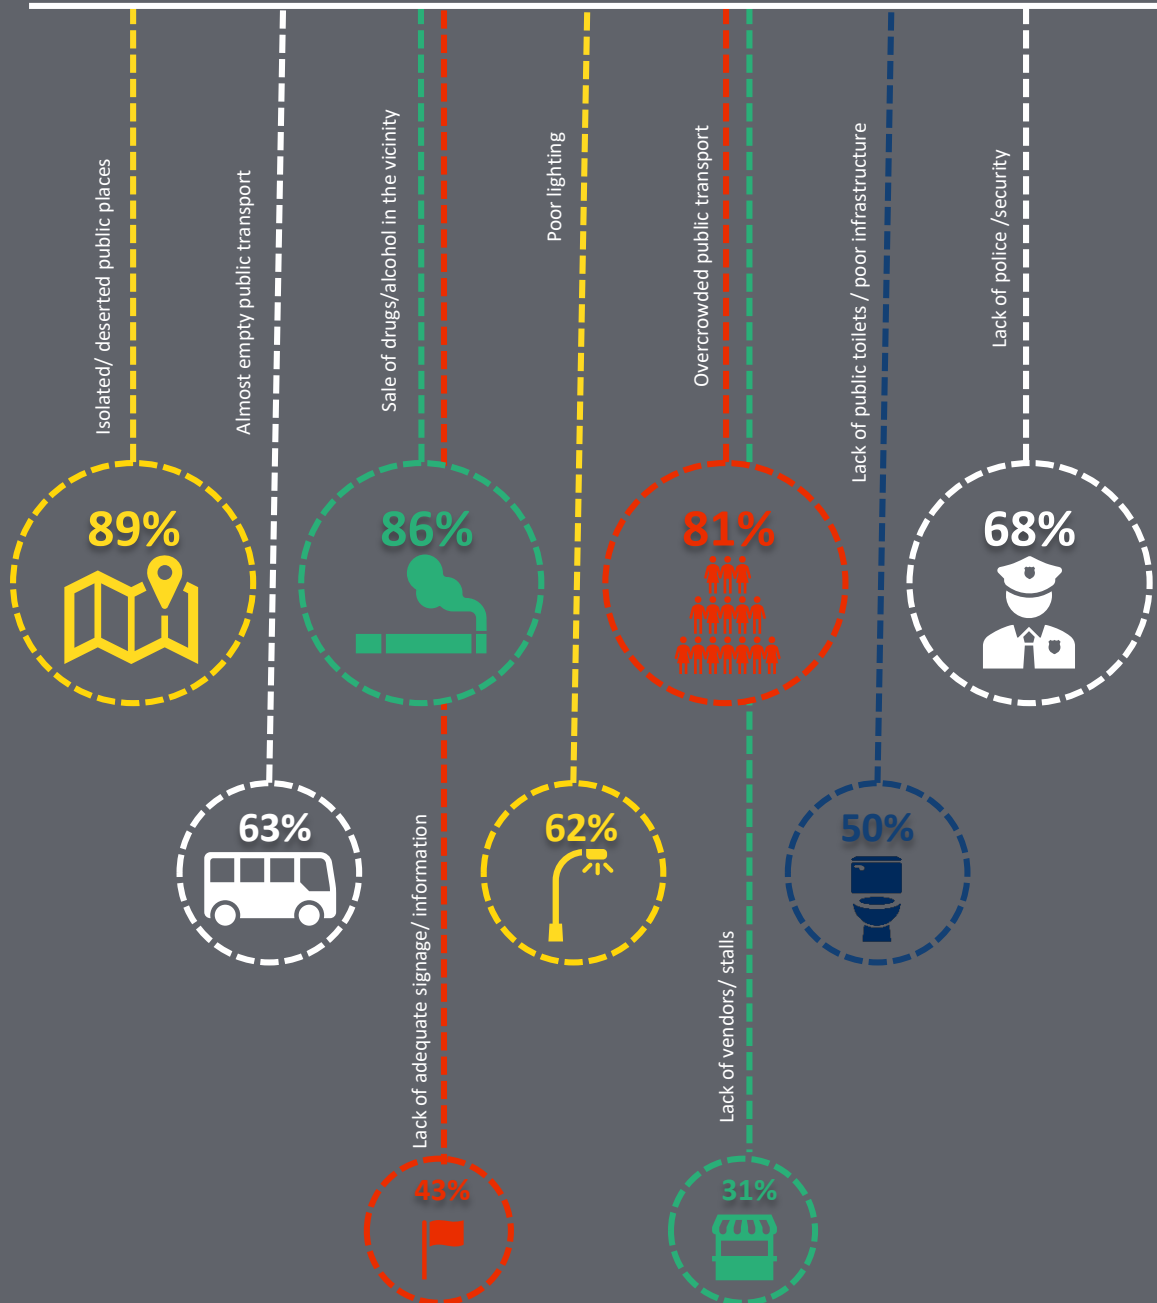 Isolated/ deserted public places
Almost empty public transport
Sale of drugs/alcohol in the vicinity
Poor lighting
Overcrowded public transport
Lack of public toilets / poor infrastructure
Lack of police /security
89%
86%
81%
68%
63%
62%
50%
Lack of adequate signage/ information
Lack of vendors/ stalls
43%
31%